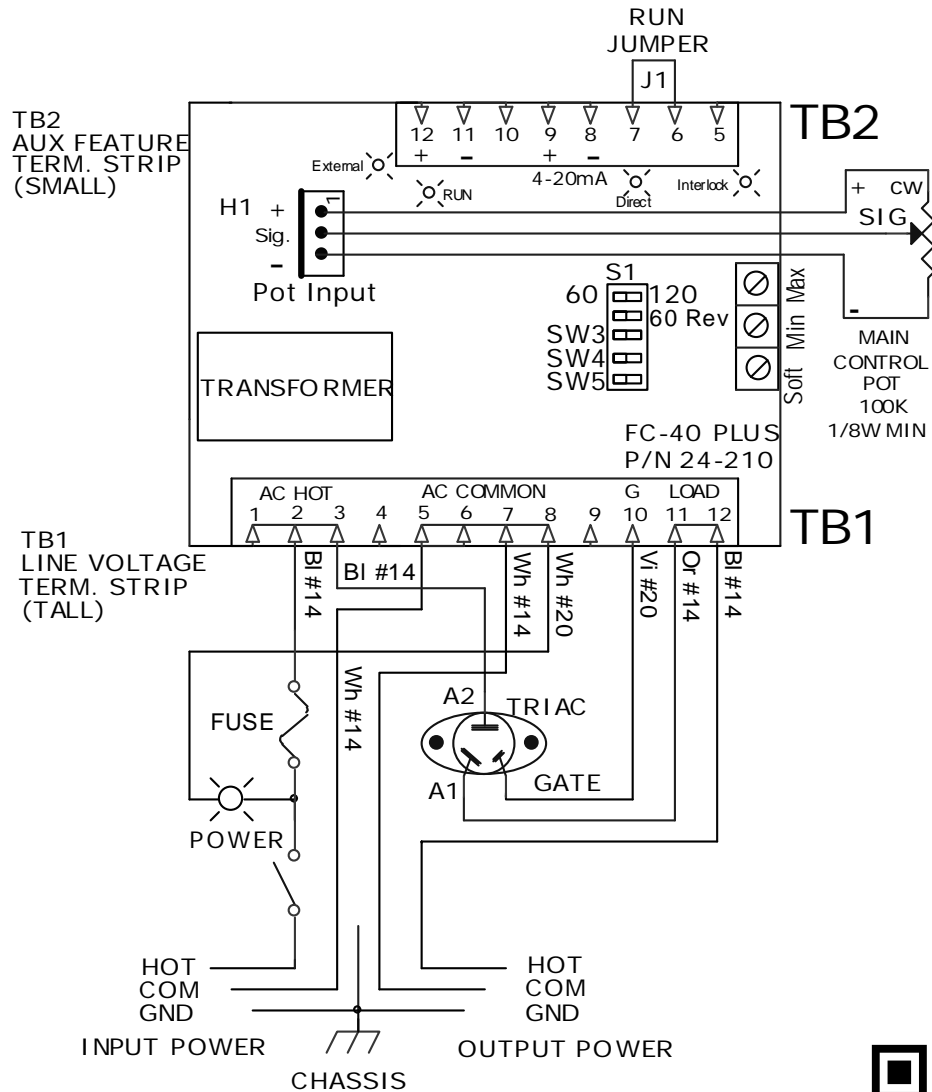 RUN
JUMPER
J1
TB2
AUX FEATURE
TERM. STRIP
(SMALL)
12 11 10 9 8 7 6 5
+ - + -
TB2
External
RUN
4-20mA
Direct
Interlock
H1 + 1
Sig.
-
Pot Input
+ CW
SIG
-
S1
60 120
60 Rev
SW3
SW4
SW5
Soft Min Max
MAIN
CONTROL
POT
100K
1/8W MIN
TRANSFORMER
FC-40 PLUS
P/N 24-210
AC HOT AC COMMON G LOAD
1 2 3 4 5 6 7 8 9 10 11 12
TB1
TB1
LINE VOLTAGE
TERM. STRIP
(TALL)
Bl #14
Bl #14
Wh #14
Wh #14
Wh #20
Vi #20
Or #14
Bl #14
FUSE
A2 TRIAC
A1 GATE
POWER
HOT
COM
GND
INPUT POWER
HOT
COM
GND
OUTPUT POWER
CHASSIS